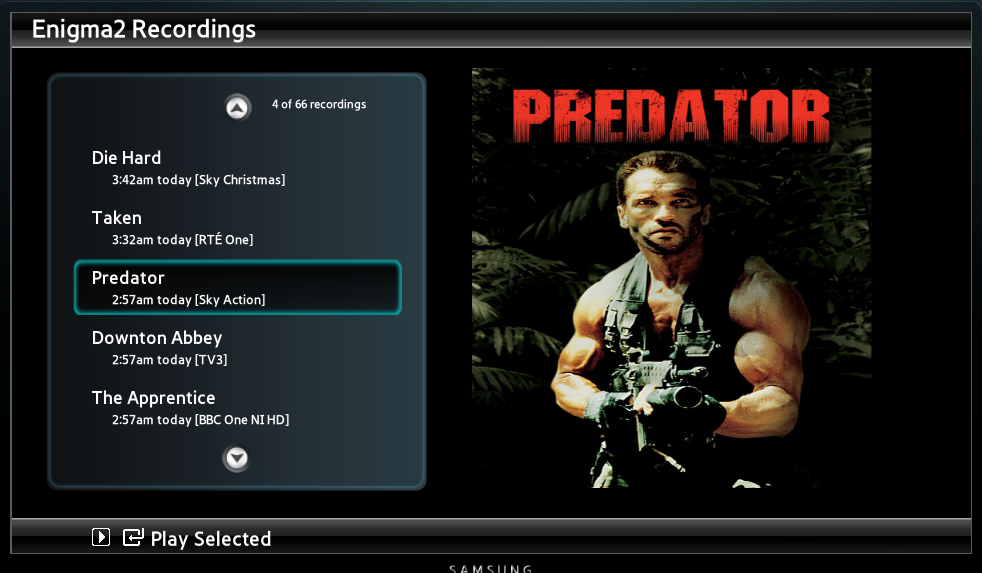 Enigma2 Recordings
4 of 66 recordings
Die Hard
3:42am today [Sky Christmas]
Taken
3:32am today [RTÉ One]
Predator
2:57am today [Sky Action]
Downton Abbey
2:57am today [TV3]
The Apprentice
2:57am today [BBC One NI HD]
PREDATOR
Play Selected
SAMSUNG